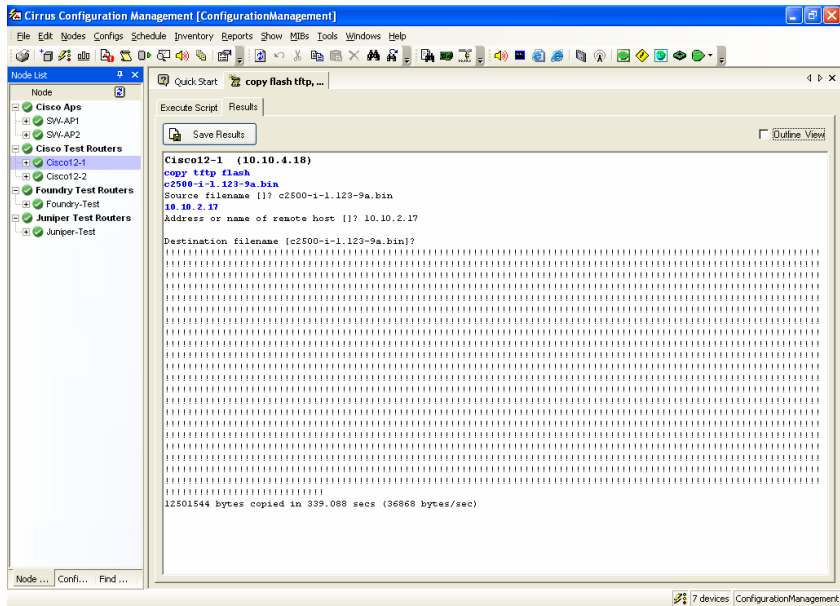 Cirrus Configuration Management [ConfigurationManagement]
File Edit Nodes Configs Schedule Inventory Reports Show MIBs Tools Windows Help
Node List
Node
Cisco Aps
SW-AP1
SW-AP2
Cisco Test Routers
Cisco12-1
Cisco12-2
Foundry Test Routers
Foundry-Test
Juniper Test Routers
Juniper-Test
Node ... Confi... Find ...
Quick Start copy flash tftp, ...
Execute Script Results
Save Results Outline View
Cisco12-1 (10.10.4.18)
copy tftp flash
c2500-i-l.123-9a.bin
Source filename []? c2500-i-l.123-9a.bin
10.10.2.17
Address or name of remote host []? 10.10.2.17
Destination filename [c2500-i-l.123-9a.bin]?
!!!!!!!!!!!!!!!!!!!!!!!!!!!!!!!!!!!!!!!!!!!!!!!!!!!!!!!!!!!!!!!!!!!!!!!!!!!!!!!!!!!!!!!!!!!!!!!!!!!!!!!!!!!!!!!!!!!
!!!!!!!!!!!!!!!!!!!!!!!!!!!!
12501544 bytes copied in 339.088 secs (36868 bytes/sec)
7 devices ConfigurationManagement